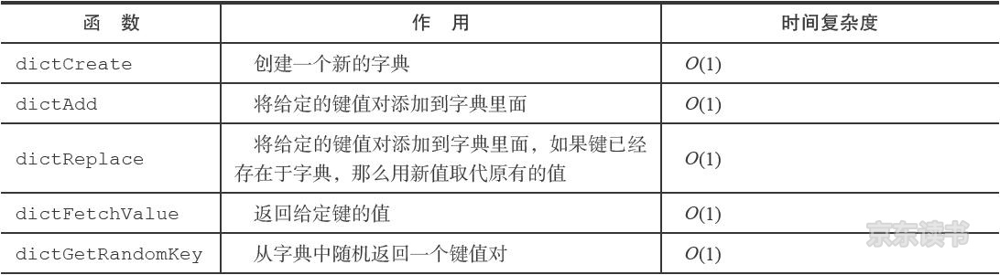 函 数 作 用 时间复杂度
dictCreate 创建一个新的字典 O(1)
dictAdd 将给定的键值对添加到字典里面 O(1)
dictReplace 将给定的键值对添加到字典里面，如果键已经 O(1)
存在于字典，那么用新值取代原有的值
dictFetchValue 返回给定键的值 O(1)
dictGetRandomKey 从字典中随机返回一个键值对 O(1)
京东读书